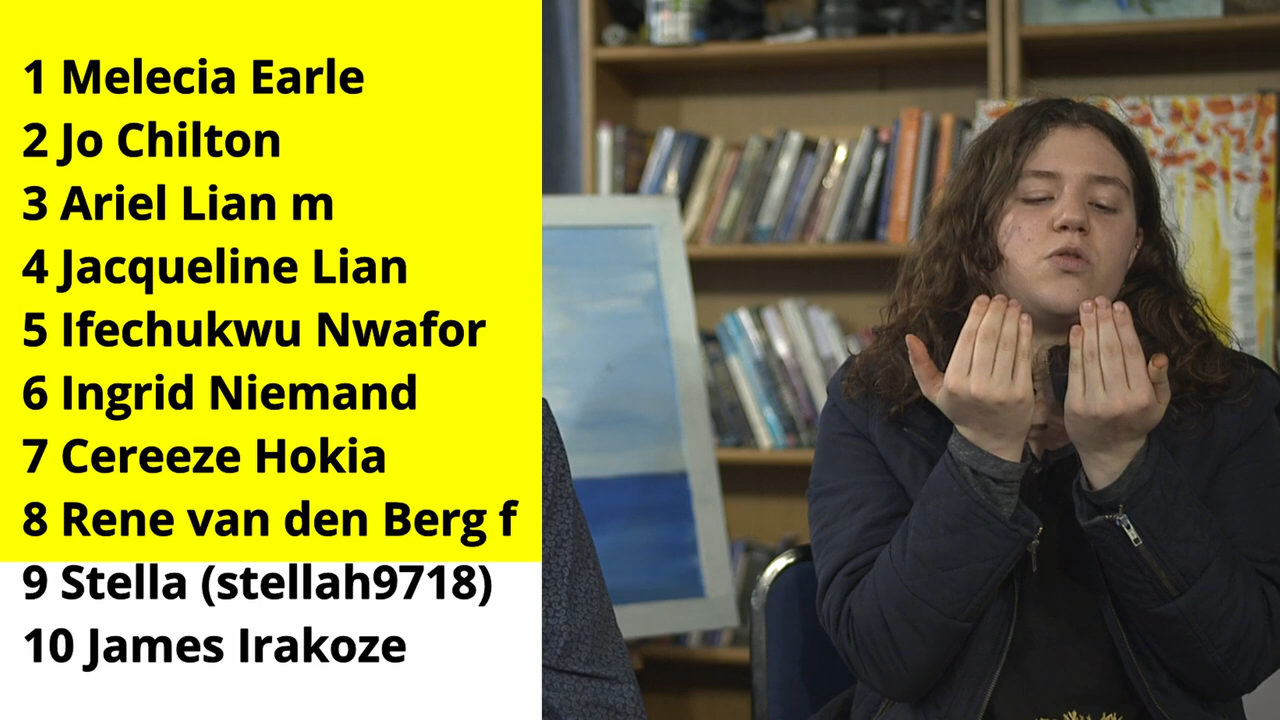 1 Melecia Earle
2 Jo Chilton
3 Ariel Lian m
4 Jacqueline Lian
5 Ifechukwu Nwafor
6 Ingrid Niemand
7 Cereeze Hokia
8 Rene van den Berg f
9 Stella (stellah9718)
10 James Irakoze